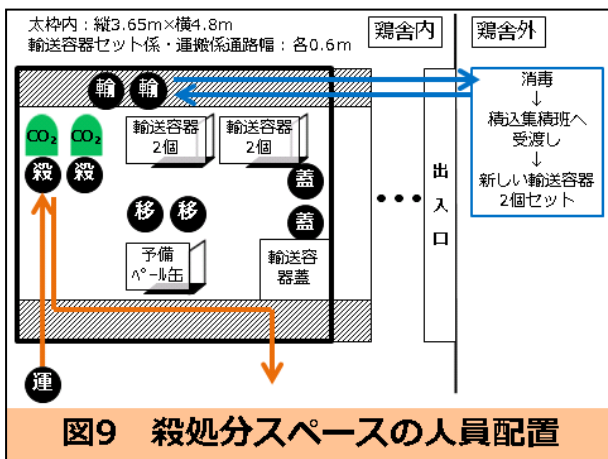 太枠内：縦3.65m×横4.8m
輸送容器セット係・運搬係通路幅：各0.6m
鶏舎内
鶏舎外
輸 輸
CO₂ CO₂
殺 殺
輸送容器
2個
輸送容器
2個
蓋
蓋
移 移
予備
ﾍﾟｰﾙ缶
輸送容
器蓋
運
•••
出
入
口
消毒
↓
積込集積班へ
受渡し
↓
新しい輸送容器
2個セット
図9 殺処分スペースの人員配置